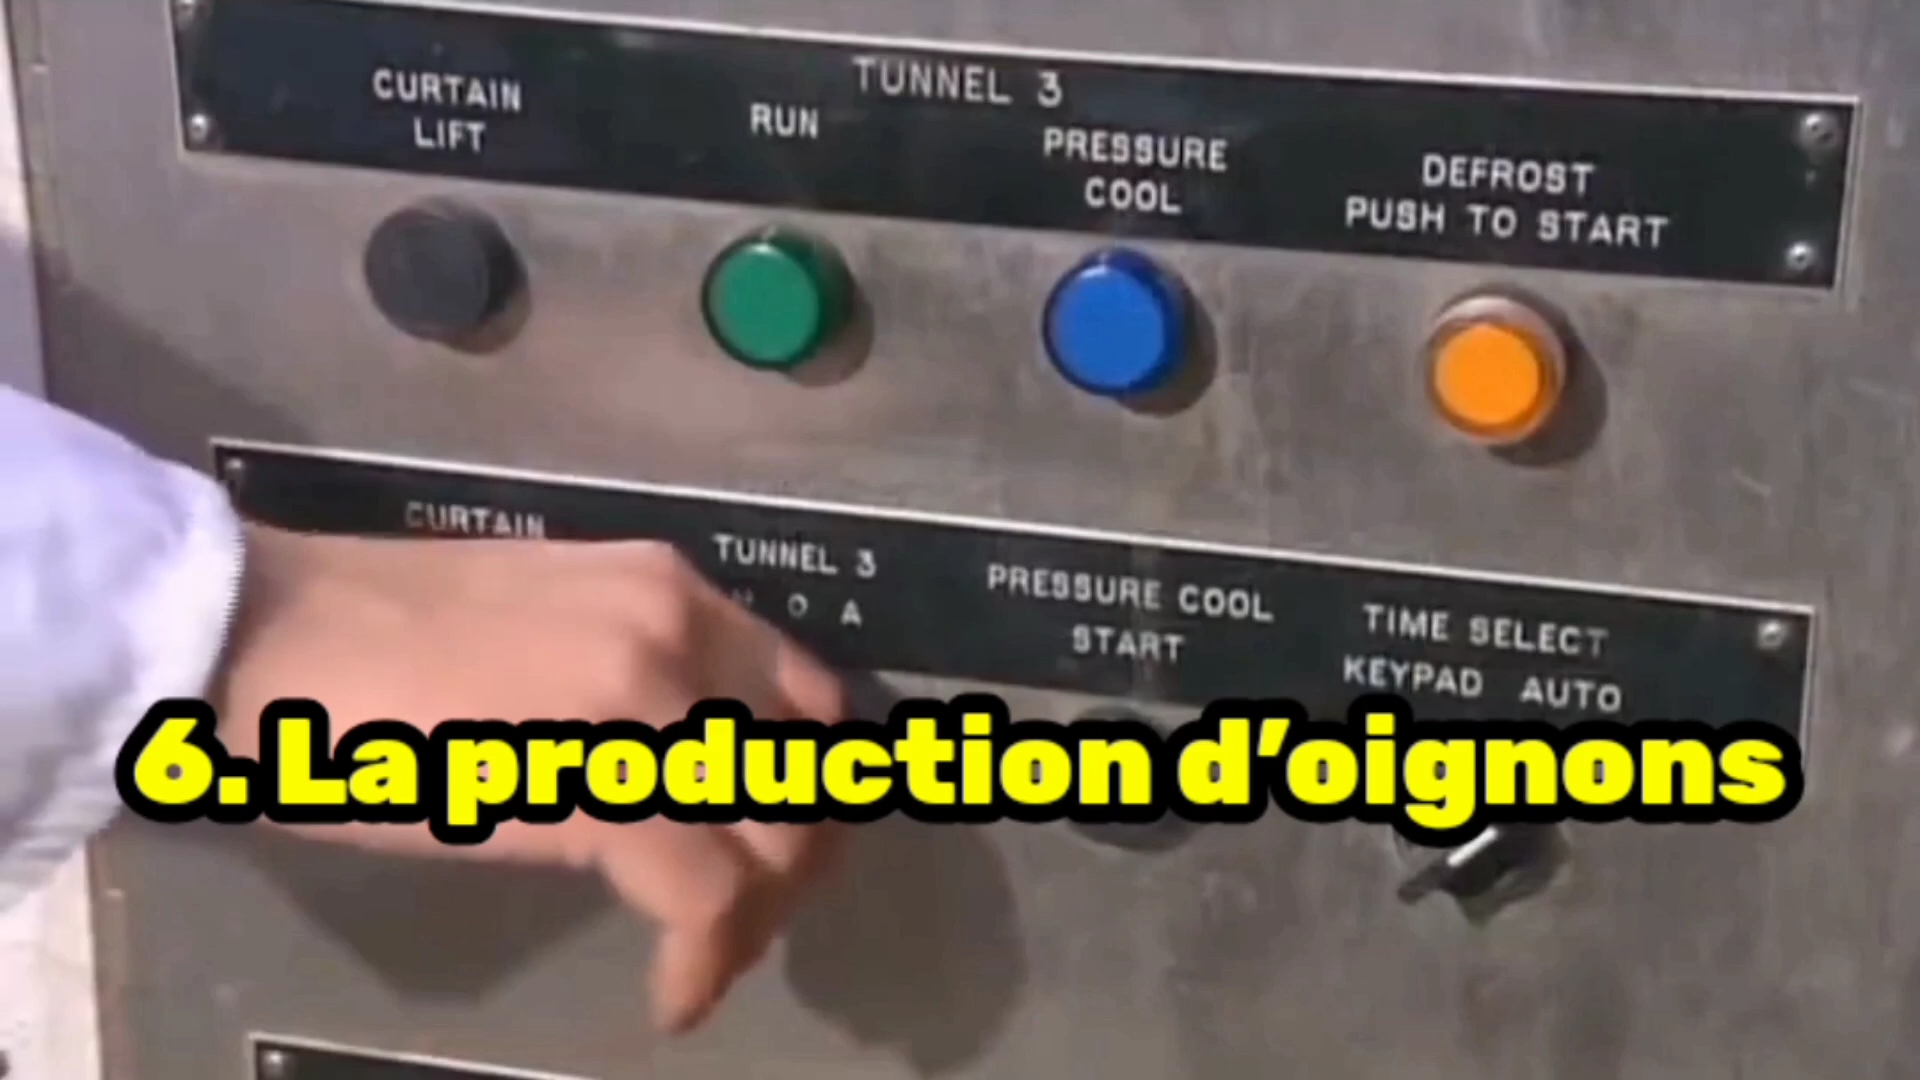 TUNNEL 3
CURTAIN
LIFT
RUN
PRESSURE
COOL
DEFROST
PUSH TO START
CURTAIN
TUNNEL 3
O A
PRESSURE COOL
START
TIME SELECT
KEYPAD AUTO
6. La production d’oignons